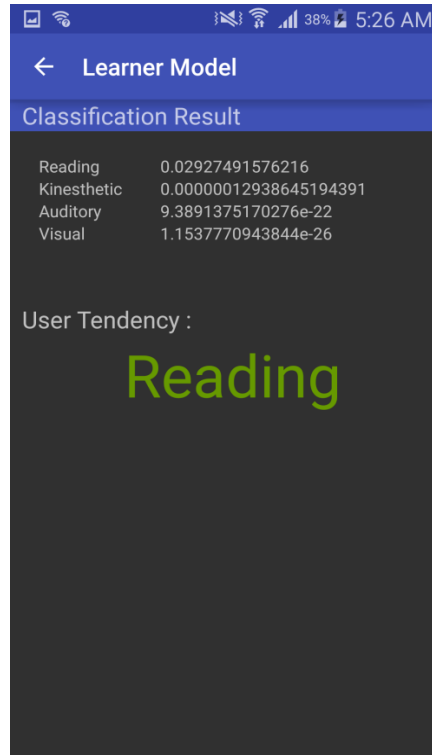 38% 5:26 AM
Learner Model
Classification Result
Reading 0.02927491576216
Kinesthetic 0.00000012938645194391
Auditory 9.3891375170276e-22
Visual 1.1537770943844e-26
User Tendency :
Reading